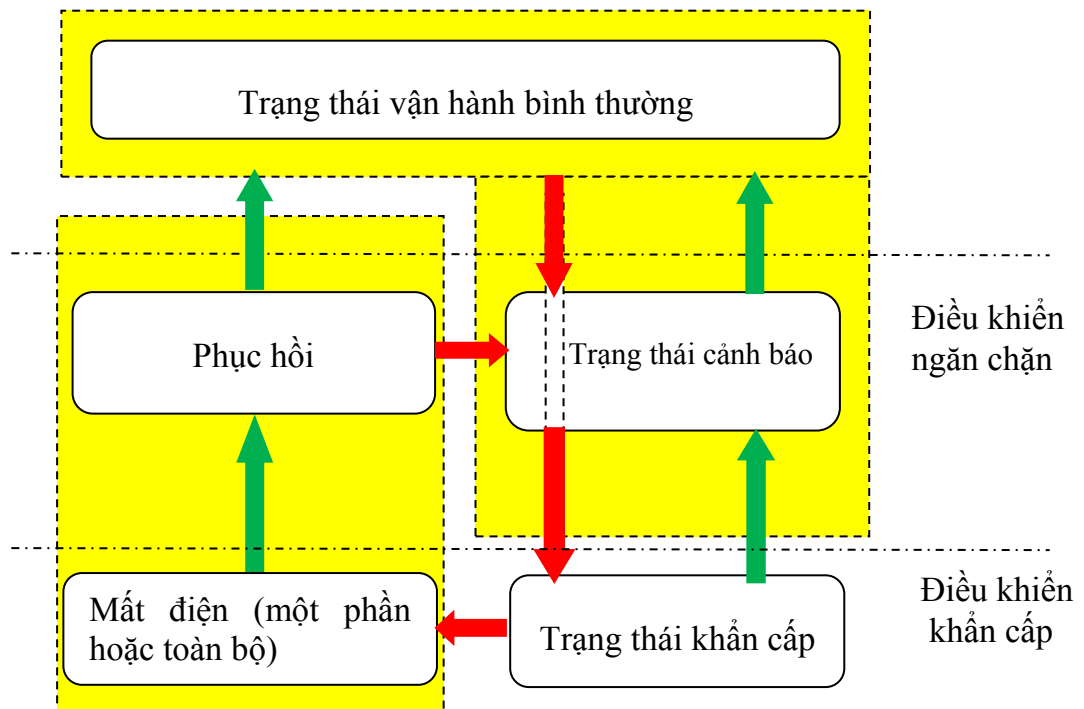 Trạng thái vận hành bình thường
Phục hồi
Trạng thái cảnh báo
Điều khiển
ngăn chặn
Mất điện (một phần
hoặc toàn bộ)
Trạng thái khẩn cấp
Điều khiển
khẩn cấp